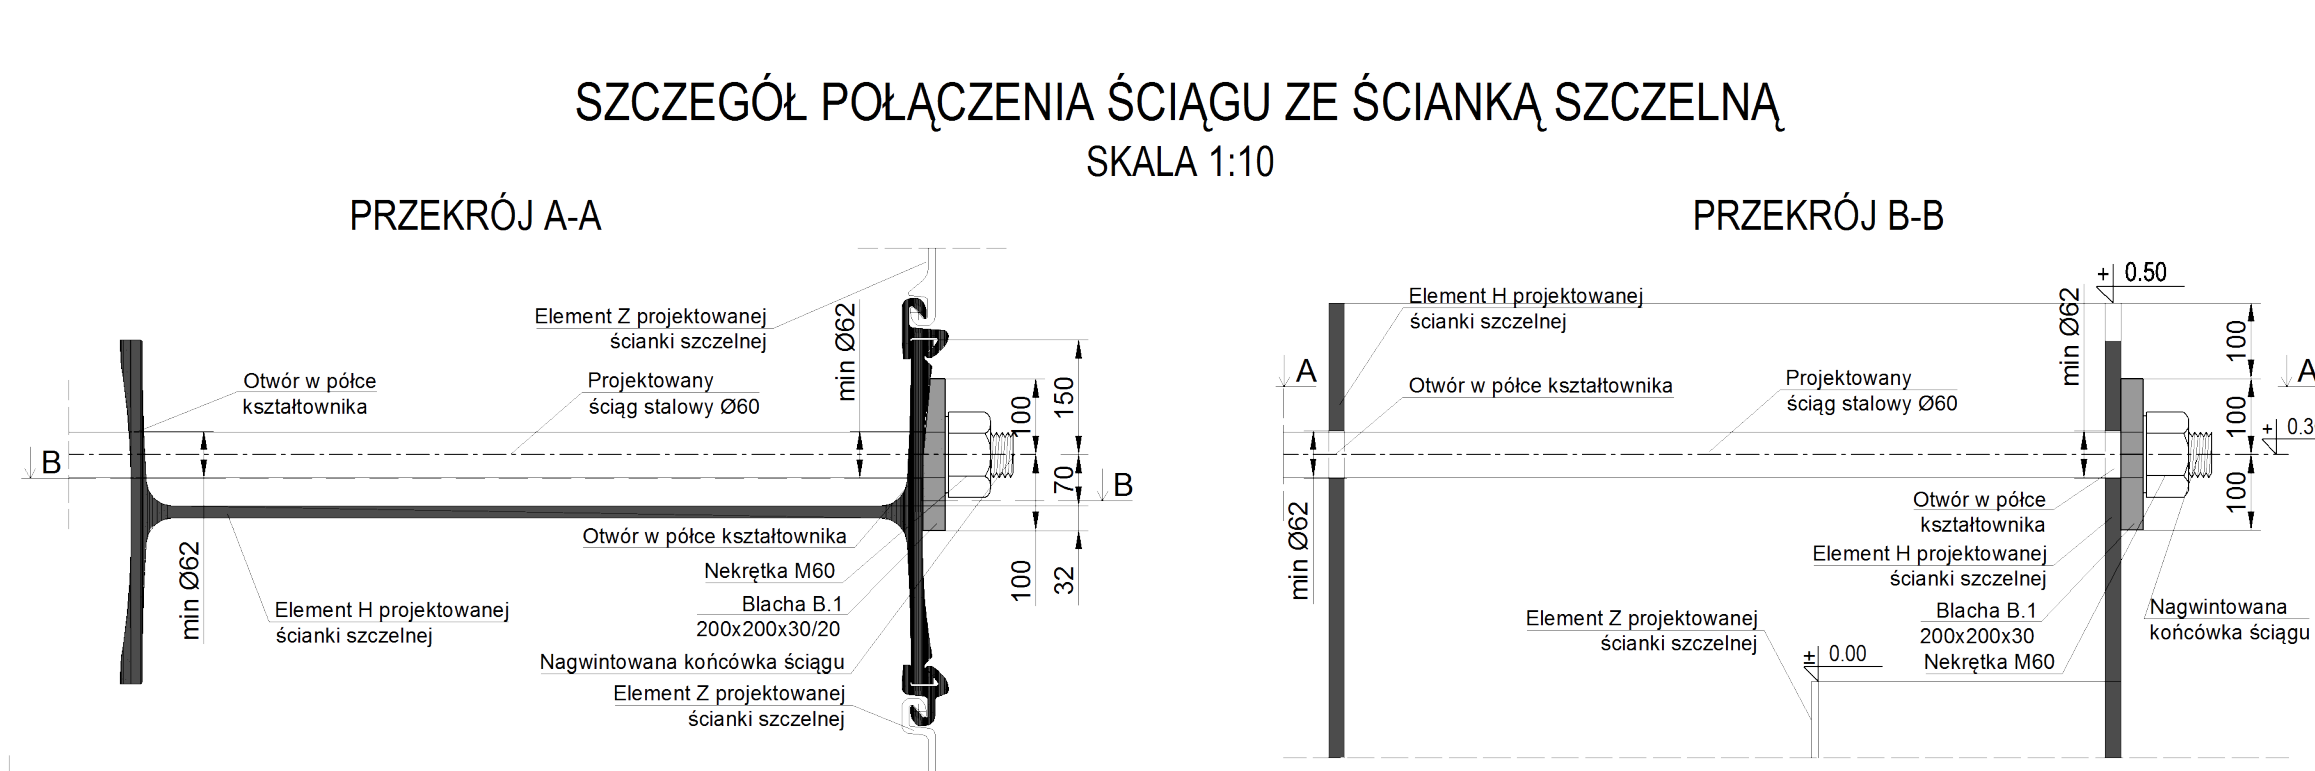 SZCZEGÓŁ POŁĄCZENIA ŚCIĄGU ZE ŚCIANKĄ SZCZELNĄ
SKALA 1:10
PRZEKRÓJ A-A
Element Z projektowanej
ścianki szczelnej
min Ø62
Otwór w półce
kształtownika
Projektowany
ściąg stalowy Ø60
100
150
B
70
B
Otwór w półce kształtownika
Nekrętka M60
min Ø62
100
32
Blacha B.1
200x200x30/20
Element H projektowanej
ścianki szczelnej
Nagwintowana końcówka ściągu
Element Z projektowanej
ścianki szczelnej
PRZEKRÓJ B-B
+ 0.50
Element H projektowanej
ścianki szczelnej
min Ø62
100
A
A
Otwór w półce kształtownika
Projektowany
ściąg stalowy Ø60
100
+
100
Otwór w półce
kształtownika
min Ø62
Element H projektowanej
ścianki szczelnej
Blacha B.1
200x200x30
Nekrętka M60
Nagwintowana
końcówka ściągu
Element Z projektowanej
ścianki szczelnej
± 0.00